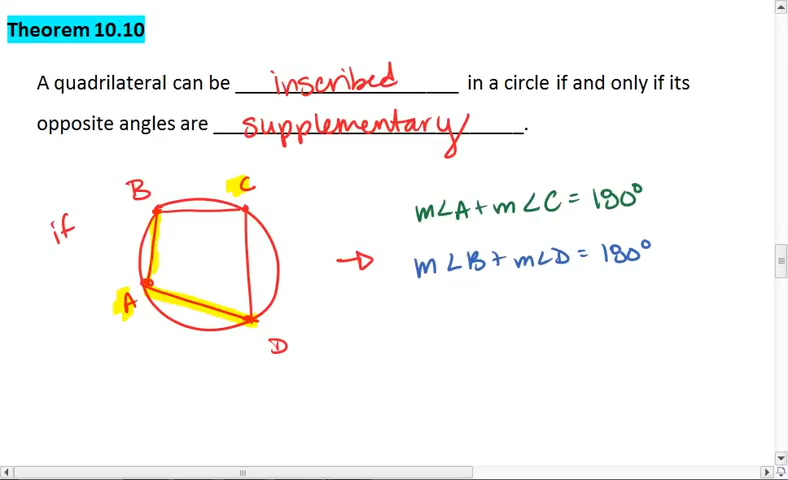 Theorem 10.10
A quadrilateral can be inscribed in a circle if and only if its
opposite angles are supplementary.
B
C
if
A
D
m∠A + m∠C = 180°
→ m∠B + m∠D = 180°